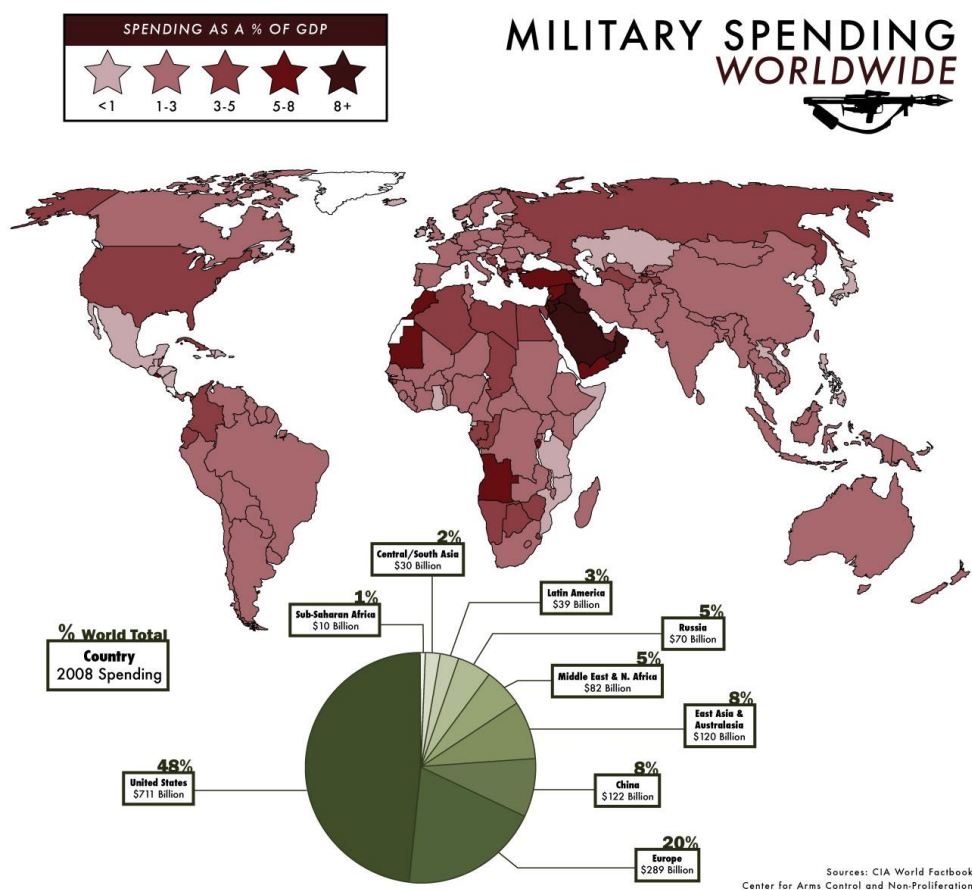 SPENDING AS A % OF GDP
<1
1-3
3-5
5-8
8+
MILITARY SPENDING
WORLDWIDE
2%
Central/South Asia
$30 Billion
1%
Sub-Saharan Africa
$10 Billion
3%
Latin America
$39 Billion
5%
Russia
$70 Billion
% World Total
Country
2008 Spending
5%
Middle East & N. Africa
$82 Billion
8%
East Asia &
Australasia
$120 Billion
48%
United States
$711 Billion
8%
China
$122 Billion
20%
Europe
$289 Billion
Sources: CIA World Factbook
Center for Arms Control and Non-Proliferation